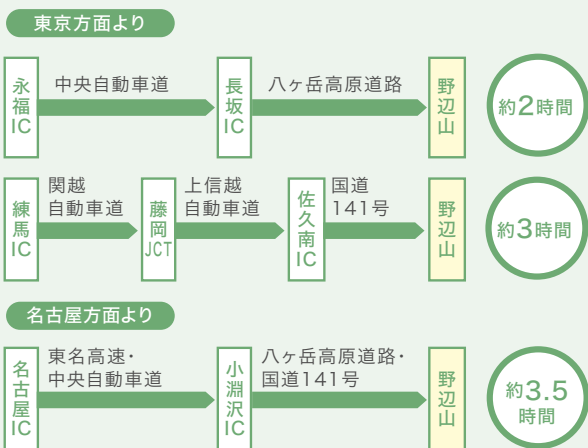 東京方面より
永福IC
中央自動車道
長坂IC
八ヶ岳高原道路
野辺山
約2時間
練馬IC
関越
自動車道
藤岡JCT
上信越
自動車道
佐久南IC
国道
141号
野辺山
約3時間
名古屋方面より
名古屋IC
東名高速・
中央自動車道
小淵沢IC
八ヶ岳高原道路・
国道141号
野辺山
約3.5
時間